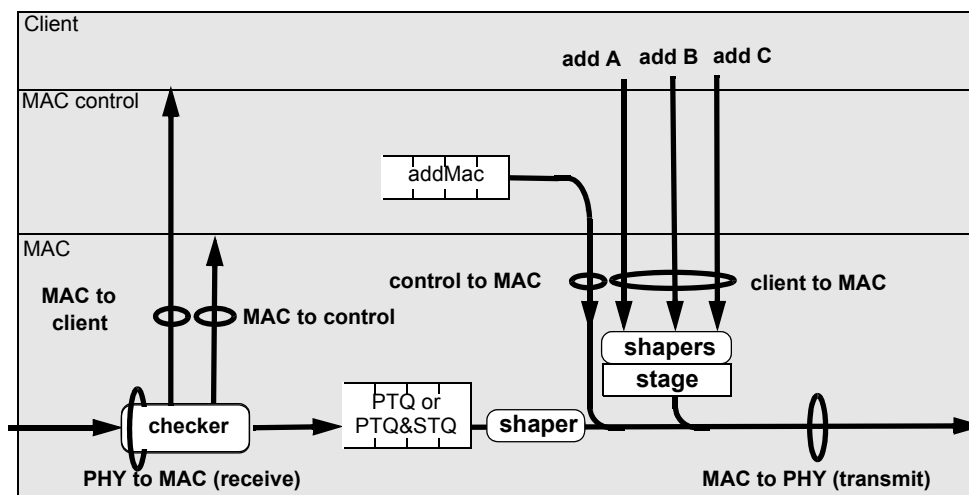 Client
add A add B add C
MAC control
addMac
MAC
control to MAC
client to MAC
MAC to
client
MAC to control
shapers
stage
PTQ or
PTQ&STQ
checker
shaper
PHY to MAC (receive)
MAC to PHY (transmit)